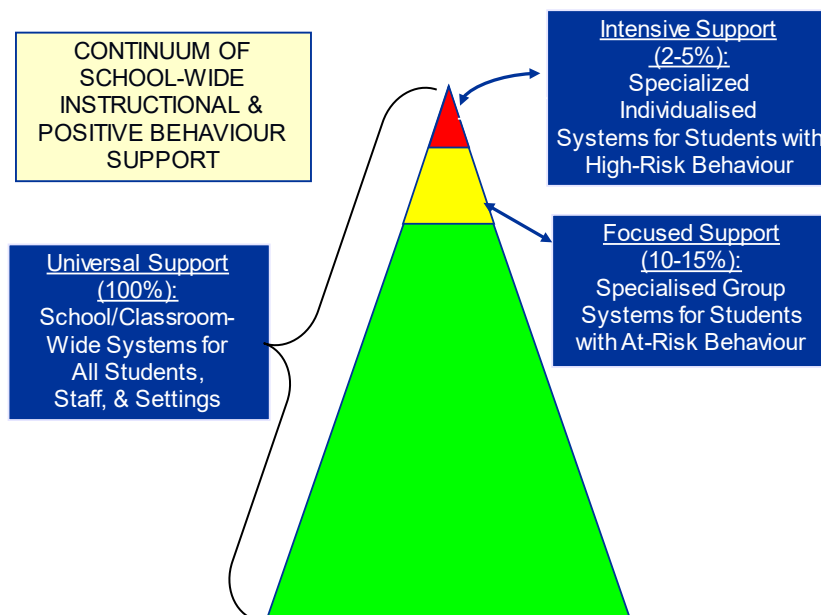 CONTINUUM OF
SCHOOL-WIDE
INSTRUCTIONAL &
POSITIVE BEHAVIOUR
SUPPORT
Intensive Support
(2-5%):
Specialized
Individualised
Systems for Students with
High-Risk Behaviour
Universal Support
(100%):
School/Classroom-
Wide Systems for
All Students,
Staff, & Settings
Focused Support
(10-15%):
Specialised Group
Systems for Students
with At-Risk Behaviour